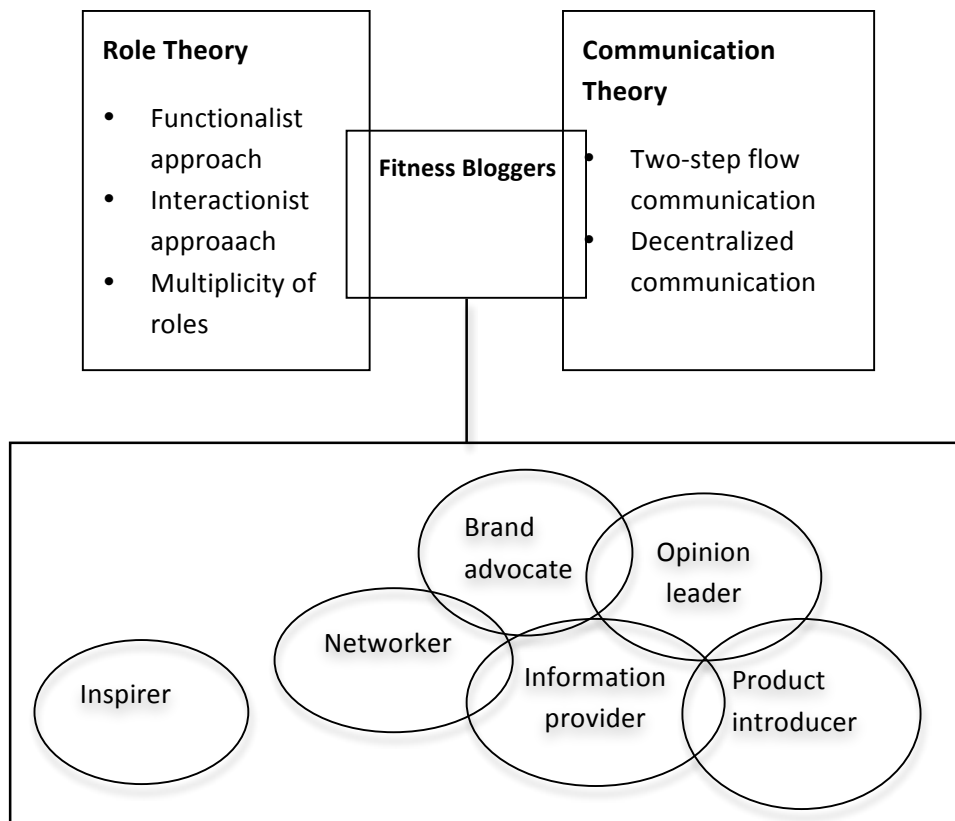 Role Theory
• Functionalist
approach
• Interactionist
approaach
• Multiplicity of
roles
Fitness Bloggers
Communication
Theory
• Two-step flow
communication
• Decentralized
communication
Brand
advocate
Opinion
leader
Networker
Inspirer
Information
provider
Product
introducer